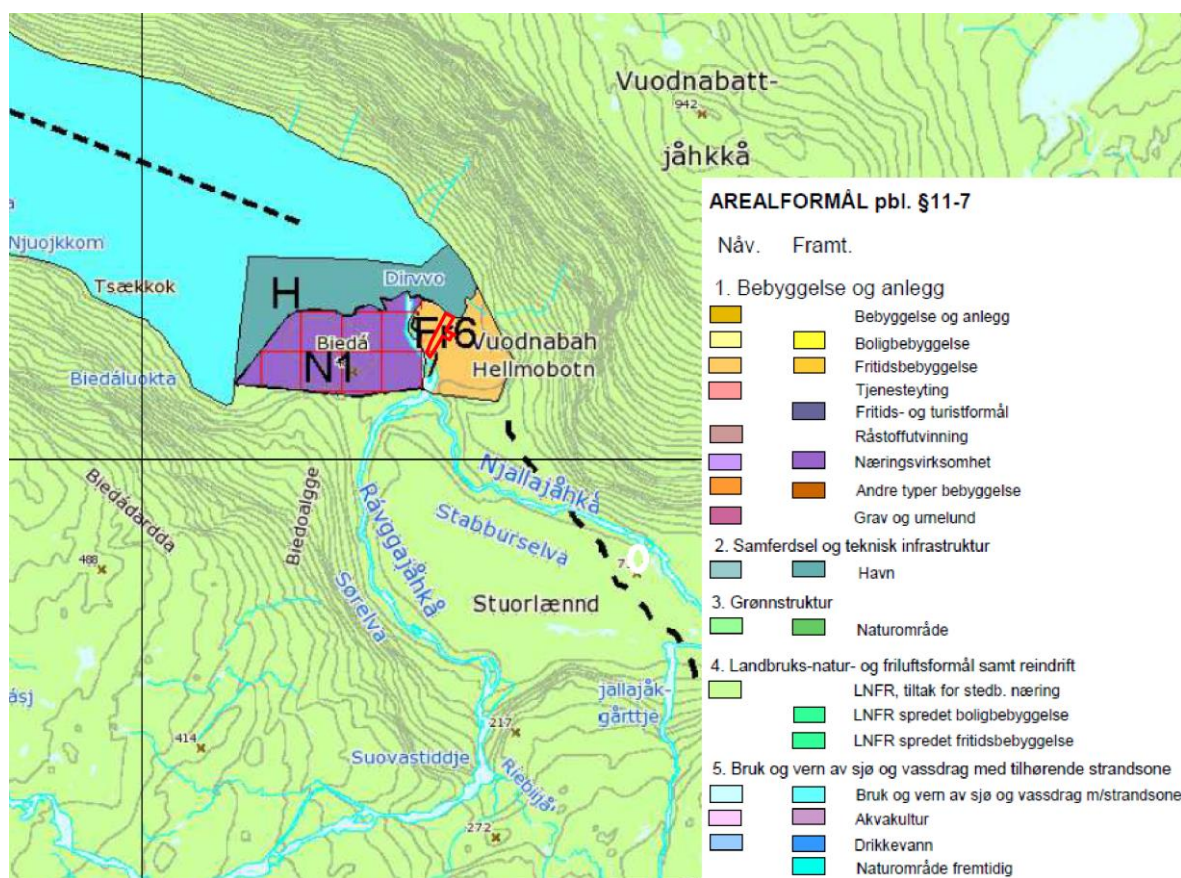 Vuodnabatt-
942
jåhkkå
a
Njuojkkom
Tsækkok
Dirvvo
H
Biedá
N1
Fr6
Vuodnabah
Hellmobotn
Biedáluokta
Njallajåhkå
Biedádardda
Biedoalgge
Rávggajåhkå
Stabburselva
488
Sørelva
Stuorlænnd
ásj
jallajåk-
gårttje
414
217
Suovastiddje
Riebijjå
272
AREALFORMÅL pbl. §11-7
Nåv. Framt.
1. Bebyggelse og anlegg
Bebyggelse og anlegg
Boligbebyggelse
Fritidsbebyggelse
Tjenesteyting
Fritids- og turistformål
Råstoffutvinning
Næringsvirksomhet
Andre typer bebyggelse
Grav og urnelund
2. Samferdsel og teknisk infrastruktur
Havn
3. Grønnstruktur
Naturområde
4. Landbruks-natur- og friluftsformål samt reindrift
LNFR, tiltak for stedb. næring
LNFR spredet boligbebyggelse
LNFR spredet fritidsbebyggelse
5. Bruk og vern av sjø og vassdrag med tilhørende strandsone
Bruk og vern av sjø og vassdrag m/strandsone
Akvakultur
Drikkevann
Naturområde fremtidig